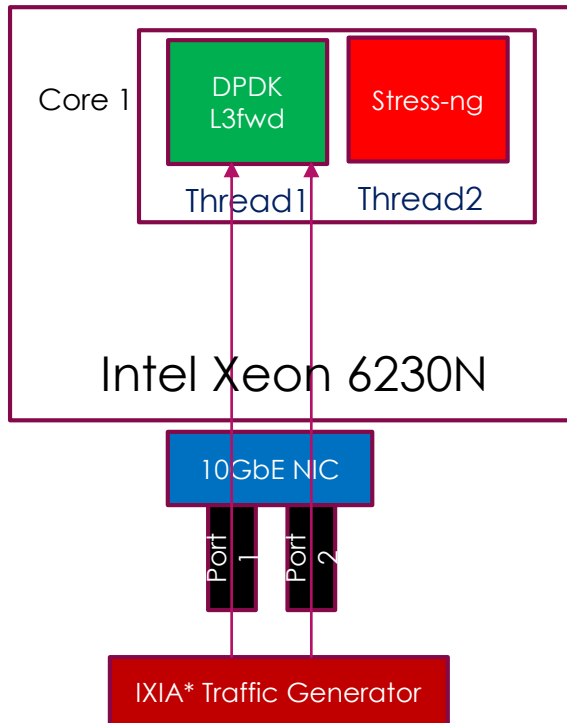 DPDK
L3fwd
Stress-ng
Core 1
Thread1
Thread2
Intel Xeon 6230N
10GbE NIC
Port
1
Port
2
IXIA* Traffic Generator